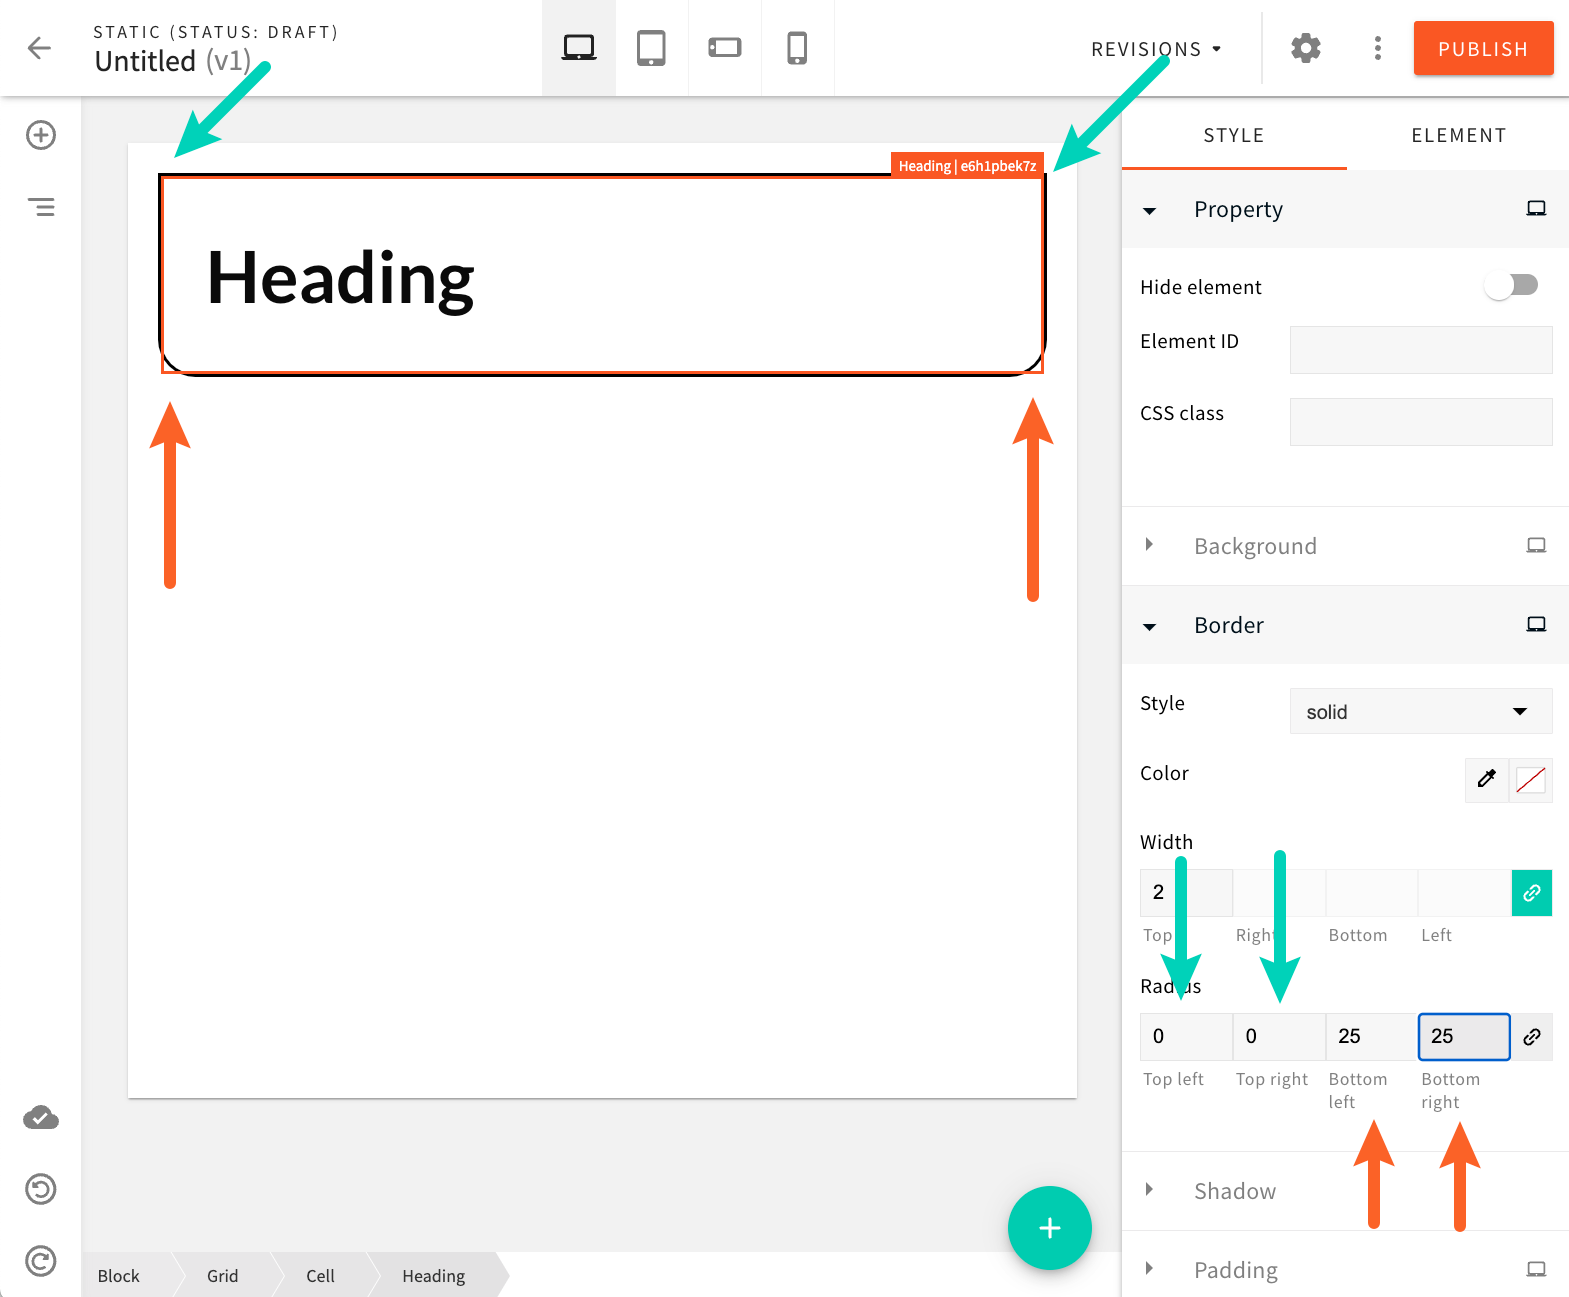 STATIC (STATUS: DRAFT)
Untitled (v1)
REVISIONS
PUBLISH
STYLE
ELEMENT
Heading | e6h1pbek7z
Heading
Property
Hide element
Element ID
CSS class
Background
Border
Style
solid
Color
Width
2
Top
Right
Bottom
Left
Radius
0
0
25
25
Top left
Top right
Bottom left
Bottom right
Shadow
Padding
Block
Grid
Cell
Heading